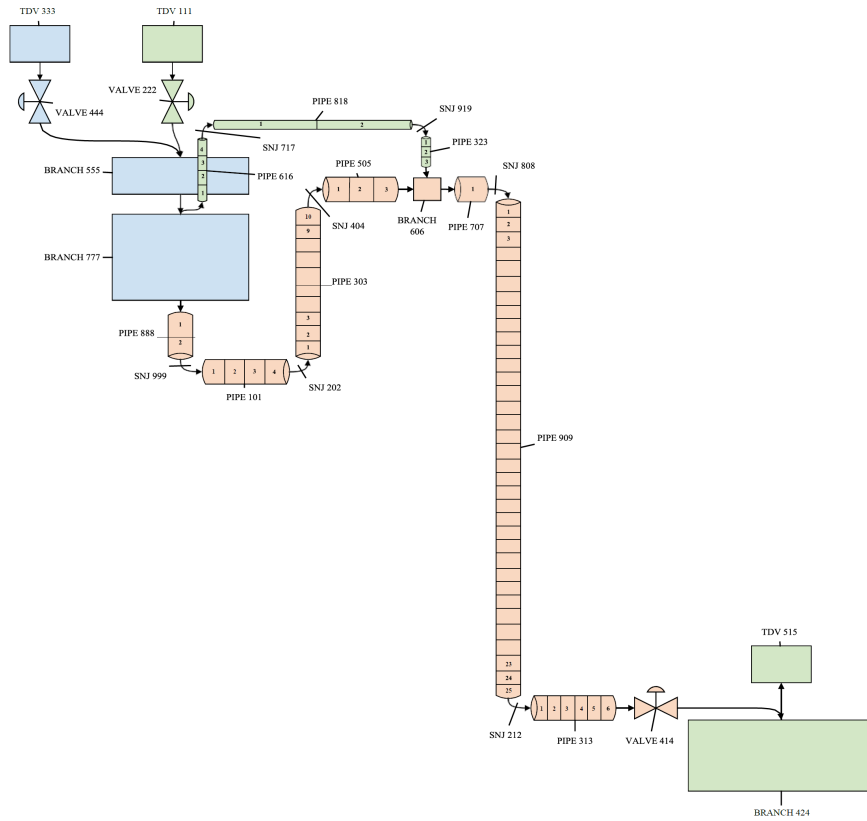 TDV 333
TDV 111
VALVE 444
VALVE 222
PIPE 818
SNJ 919
1
2
SNJ 717
PIPE 323
1
2
3
4
3
2
1
BRANCH 555
PIPE 616
PIPE 505
1
2
3
SNJ 808
SNJ 404
BRANCH
606
1
PIPE 707
BRANCH 777
10
9
PIPE 303
3
2
1
1
2
PIPE 888
SNJ 999
1
2
3
4
SNJ 202
PIPE 101
1
2
3
PIPE 909
23
24
25
SNJ 212
1
2
3
4
5
6
PIPE 313
VALVE 414
TDV 515
BRANCH 424